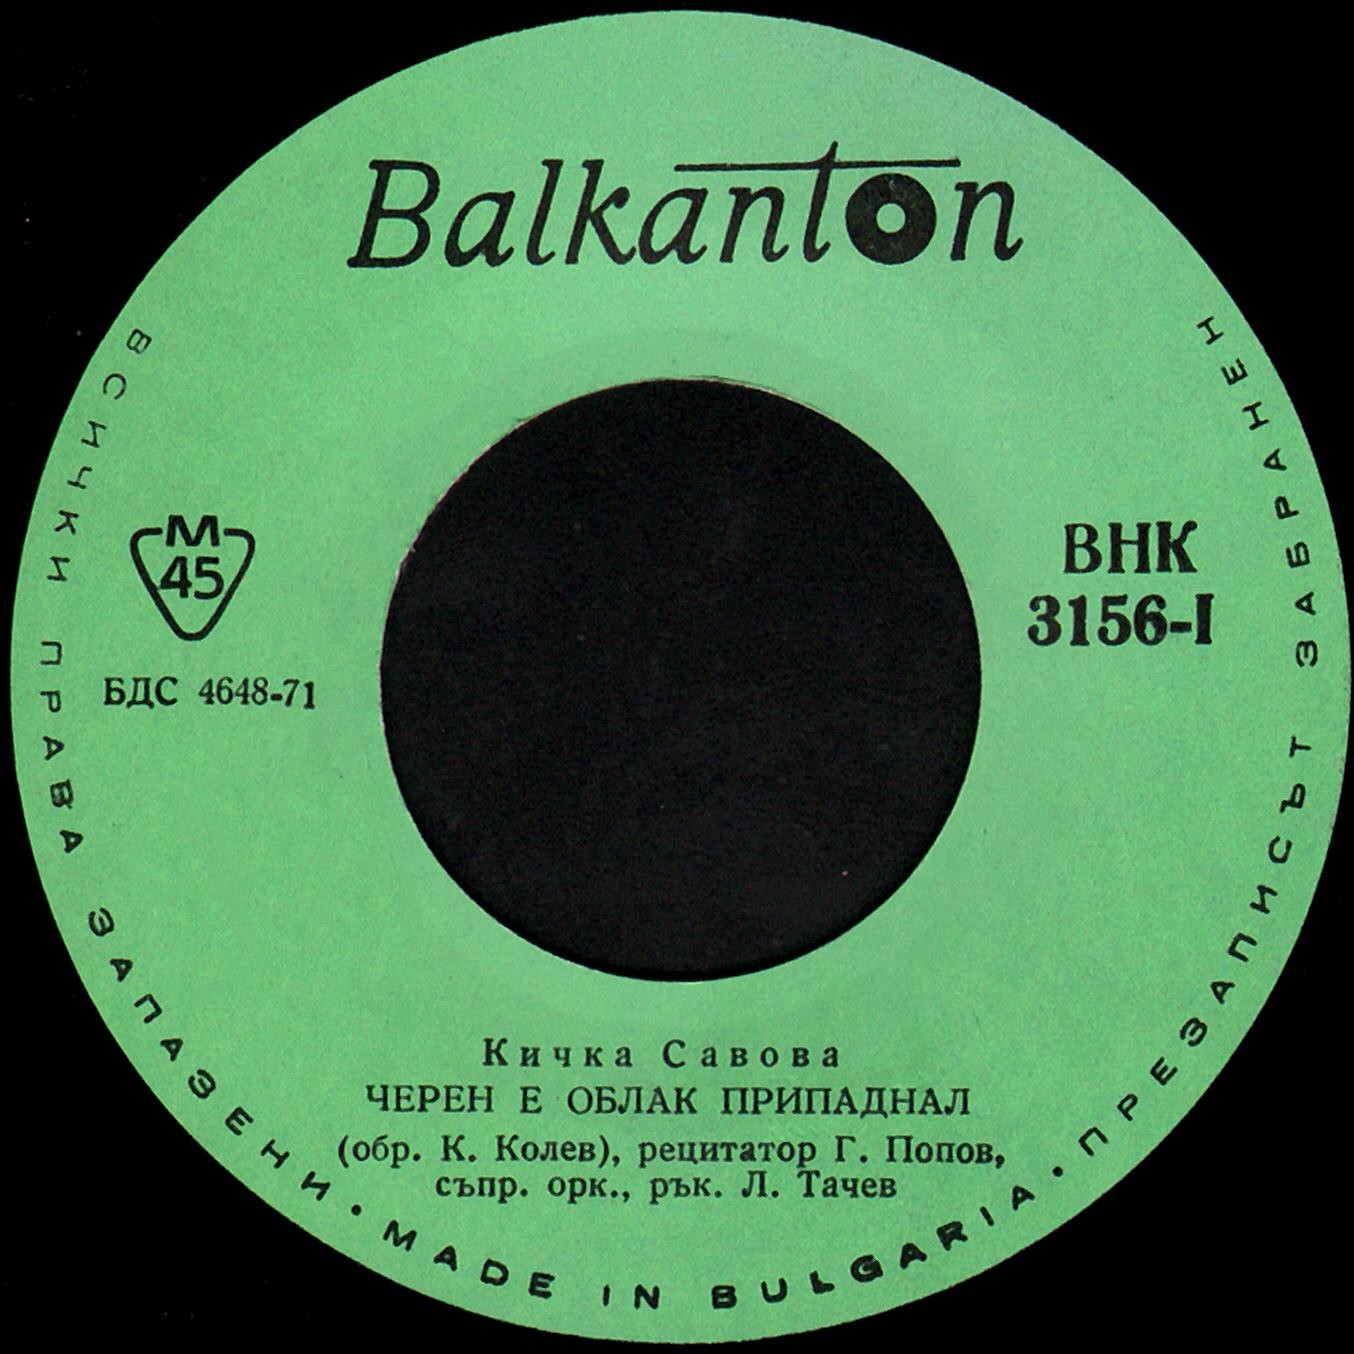 Balkanton
M
45
БДС 4648-71
ВНК
3156-I
Кичка Савова
ЧЕРЕН Е ОБЛАК ПРИПАДНАЛ
(обр. К. Колев), рецитатор Г. Попов,
съпр. орк., рък. Л. Тачев
ВСИЧКИ ПРАВА ЗАПАЗЕНИ • MADE IN BULGARIA • ПРЕЗАПИСЪТ ЗАБРАНЕН